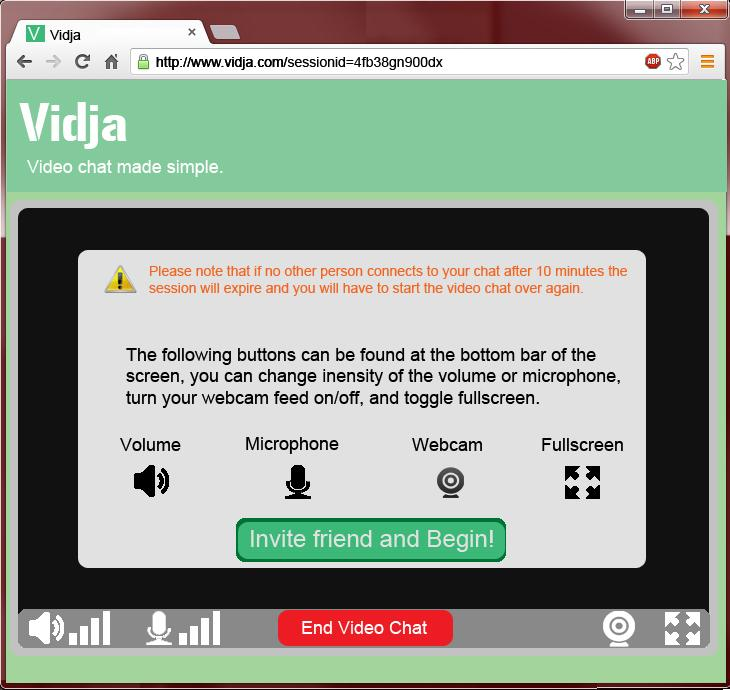 Vidja
http://www.vidja.com/sessionid=4fb38gn900dx
ABP
Vidja
Video chat made simple.
Please note that if no other person connects to your chat after 10 minutes the
session will expire and you will have to start the video chat over again.
The following buttons can be found at the bottom bar of the
screen, you can change inensity of the volume or microphone,
turn your webcam feed on/off, and toggle fullscreen.
Volume Microphone Webcam Fullscreen
Invite friend and Begin!
End Video Chat